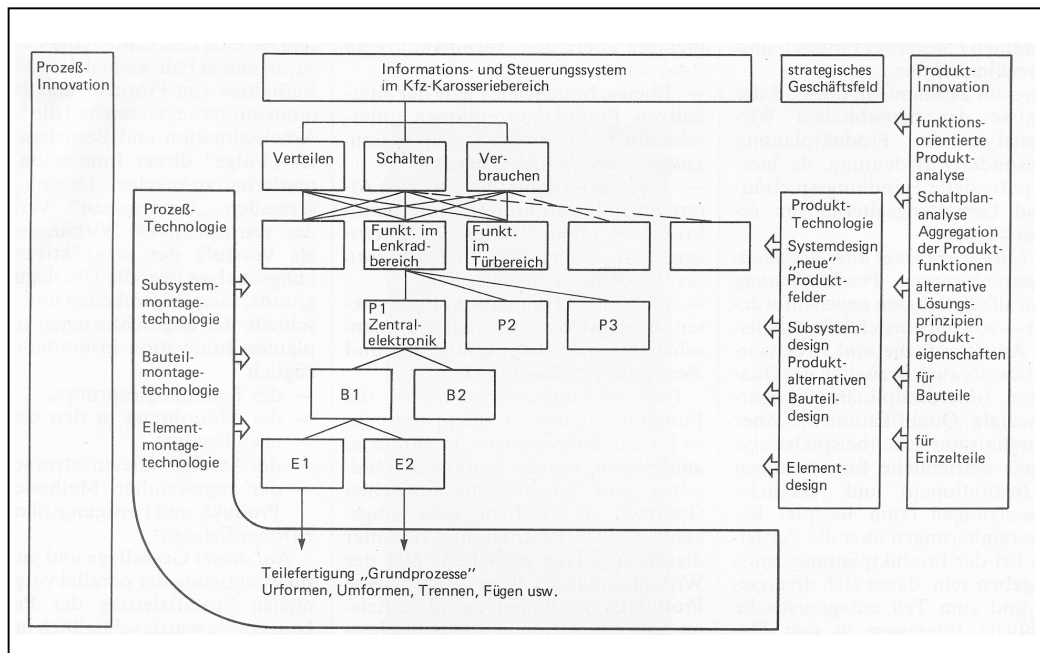 Prozeß-
Innovation
Informations- und Steuerungssystem
im Kfz-Karosseriebereich
strategisches
Geschäftsfeld
Produkt-
Innovation
Verteilen
Schalten
Ver-
brauchen
funktions-
orientierte
Produkt-
analyse
Schaltplan-
analyse
Aggregation
der Produkt-
funktionen
alternative
Lösungs-
prinzipien
Produkt-
eigenschaften
für
Bauteile
für
Einzelteile
Prozeß-
Technologie
Subsystem-
montage-
technologie
Bauteil-
montage-
technologie
Element-
montage-
technologie
Funkt. im
Lenkrad-
bereich
Funkt.
im
Türbereich
Produkt-
Technologie
Systemdesign
„neue”
Produkt-
felder
Subsystem-
design
Produkt-
alternativen
Bauteil-
design
Element-
design
P1
Zentral-
elektronik
P2
P3
B1
B2
E1
E2
Teilefertigung „Grundprozesse”
Urformen, Umformen, Trennen, Fügen usw.